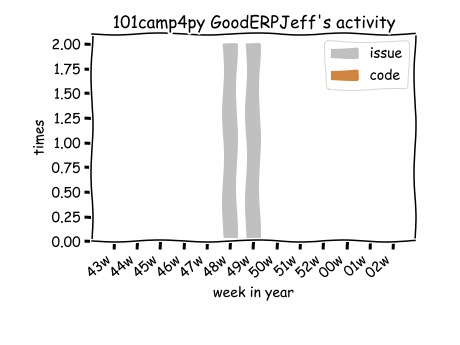 101camp4py GoodERPJeff's activity
2.00
1.75
1.50
1.25
1.00
0.75
0.50
0.25
0.00
times
issue
code
43w 44w 45w 46w 47w 48w 49w 50w 51w 52w 00w 01w 02w
week in year